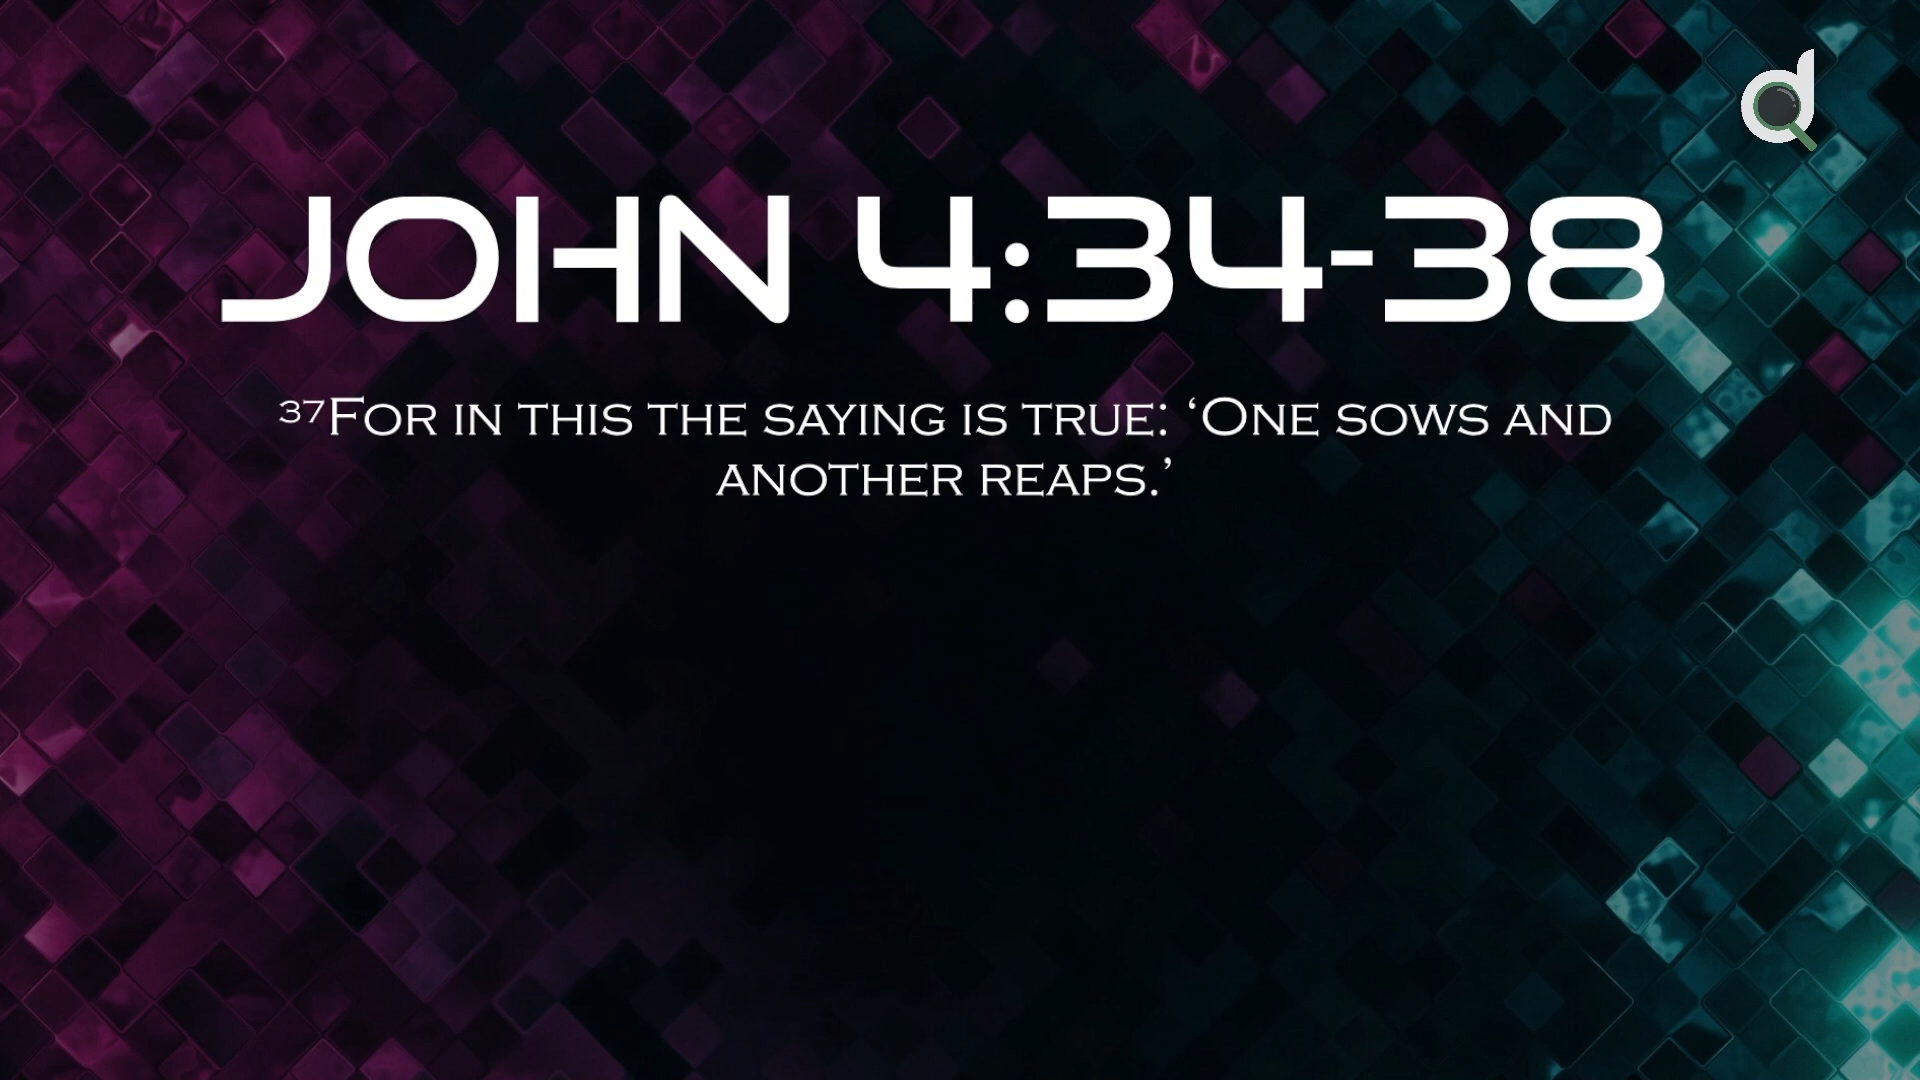 JOHN 4:34-38
³⁷For in this the saying is true: ‘One sows and
another reaps.’